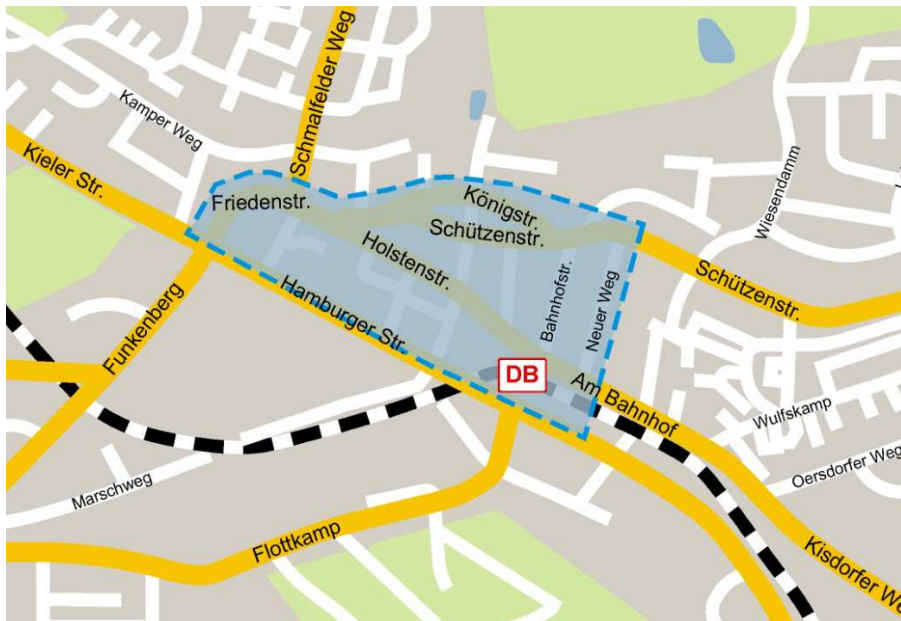 Schmalfelder Weg
Kamper Weg
Kieler Str.
Friedenstr.
Königstr.
Schützenstr.
Wiesendamm
Holstenstr.
Hamburger Str.
Bahnhofstr.
Neuer Weg
Schützenstr.
Funkenberg
DB
Am Bahnhof
Wulfskamp
Oersdorfer Weg
Marschweg
Flottkamp
Kisdorfer We